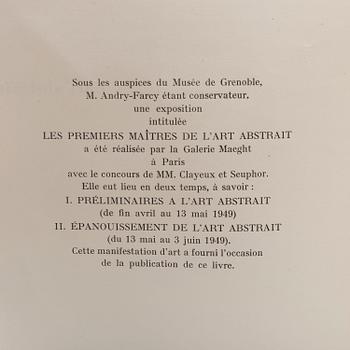 Sous les auspices du Musée de Grenoble,
M. Andry-Farcy étant conservateur,
une exposition
intitulée
LES PREMIERS MAÎTRES DE L'ART ABSTRAIT
a été réalisée par la Galerie Maeght
à Paris
avec le concours de MM. Clayeux et Seuphor.
Elle eut lieu en deux temps, à savoir :
I. PRÉLIMINAIRES A L'ART ABSTRAIT
(de fin avril au 13 mai 1949)
II. ÉPANOUISSEMENT DE L'ART ABSTRAIT
(du 13 mai au 3 juin 1949).
Cette manifestation d'art a fourni l'occasion
de la publication de ce livre.